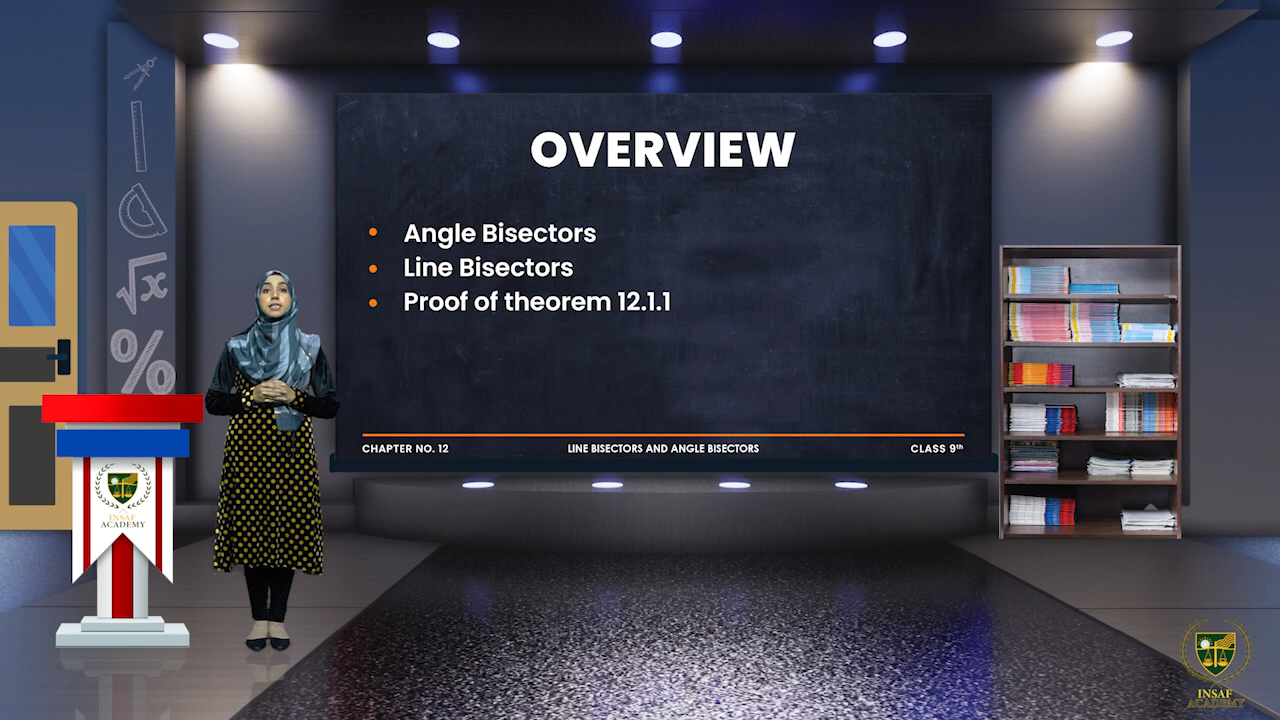 OVERVIEW
• Angle Bisectors
• Line Bisectors
• Proof of theorem 12.1.1
CHAPTER NO. 12 LINE BISECTORS AND ANGLE BISECTORS CLASS 9th
√x
%
INSAF
ACADEMY
INSAF
ACADEMY